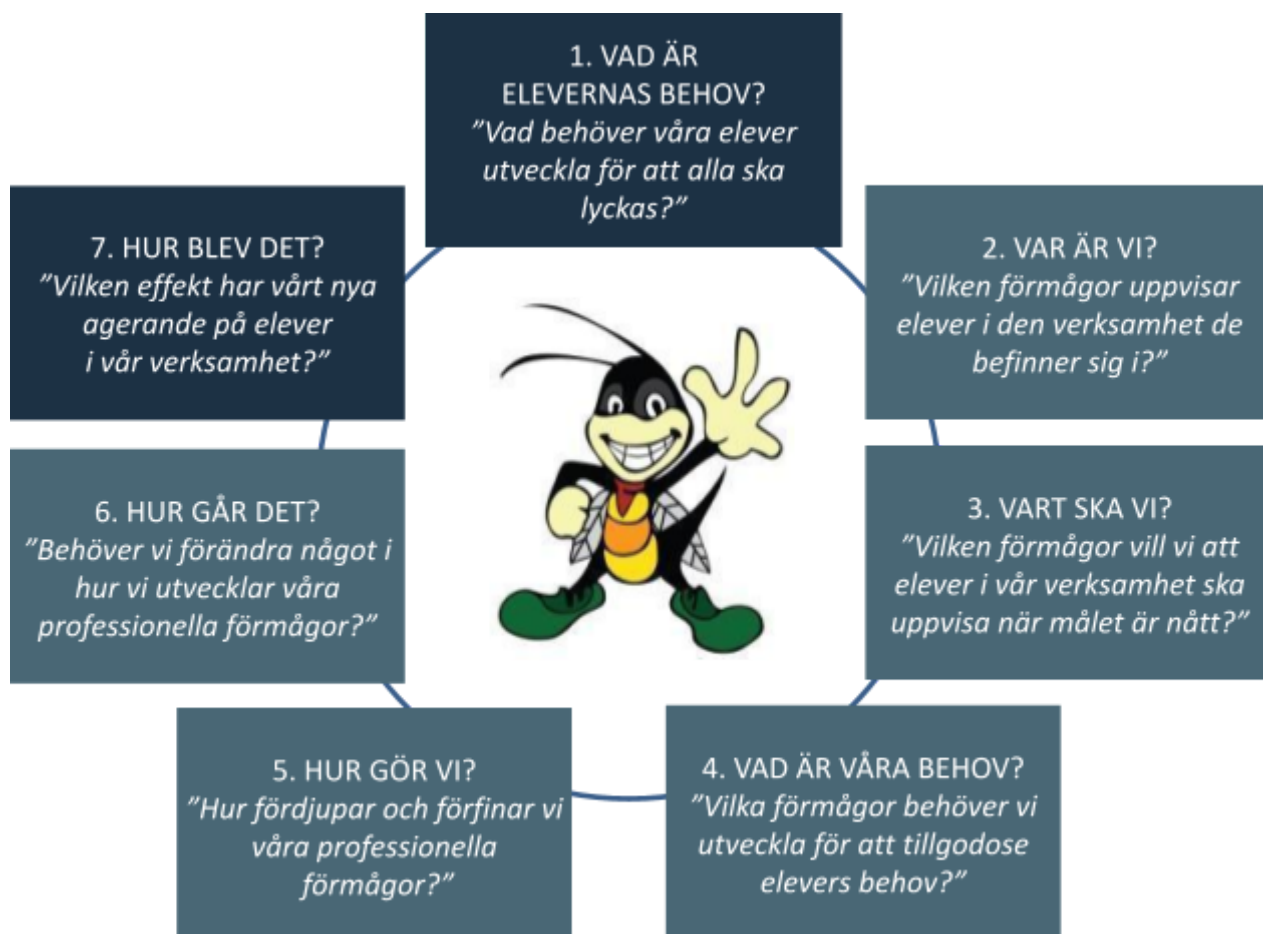 1. VAD ÄR
ELEVERNAS BEHOV?
”Vad behöver våra elever
utveckla för att alla ska
lyckas?”
2. VAR ÄR VI?
”Vilken förmågor uppvisar
elever i den verksamhet de
befinner sig i?”
3. VART SKA VI?
”Vilken förmågor vill vi att
elever i vår verksamhet ska
uppvisa när målet är nått?”
4. VAD ÄR VÅRA BEHOV?
”Vilka förmågor behöver vi
utveckla för att tillgodose
elevers behov?”
5. HUR GÖR VI?
”Hur fördjupar och förfinar vi
våra professionella
förmågor?”
6. HUR GÅR DET?
”Behöver vi förändra något i
hur vi utvecklar våra
professionella förmågor?”
7. HUR BLEV DET?
”Vilken effekt har vårt nya
agerande på elever
i vår verksamhet?”